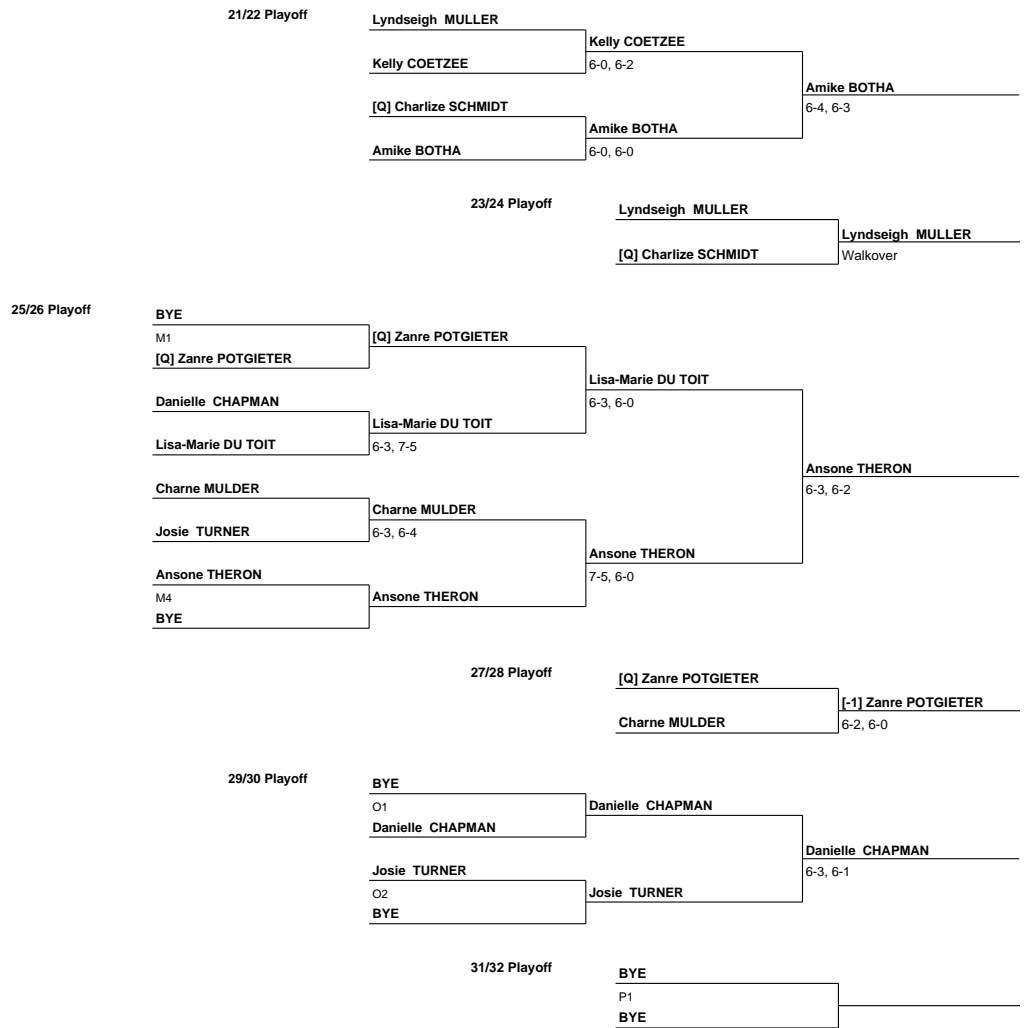 21/22 Playoff
Lyndseigh MULLER
Kelly COETZEE
Kelly COETZEE
6-0, 6-2
Amike BOTHA
6-4, 6-3
[Q] Charlize SCHMIDT
Amike BOTHA
Amike BOTHA
6-0, 6-0
23/24 Playoff
Lyndseigh MULLER
Lyndseigh MULLER
[Q] Charlize SCHMIDT
Walkover
25/26 Playoff
BYE
M1
[Q] Zanre POTGIETER
[Q] Zanre POTGIETER
Lisa-Marie DU TOIT
6-3, 6-0
Danielle CHAPMAN
Lisa-Marie DU TOIT
Lisa-Marie DU TOIT
6-3, 7-5
Ansone THERON
6-3, 6-2
Charne MULDER
Charne MULDER
Josie TURNER
6-3, 6-4
Ansone THERON
7-5, 6-0
Ansone THERON
M4
Ansone THERON
BYE
27/28 Playoff
[Q] Zanre POTGIETER
[-1] Zanre POTGIETER
Charne MULDER
6-2, 6-0
29/30 Playoff
BYE
O1
Danielle CHAPMAN
Danielle CHAPMAN
Danielle CHAPMAN
6-3, 6-1
Josie TURNER
O2
Josie TURNER
BYE
31/32 Playoff
BYE
P1
BYE